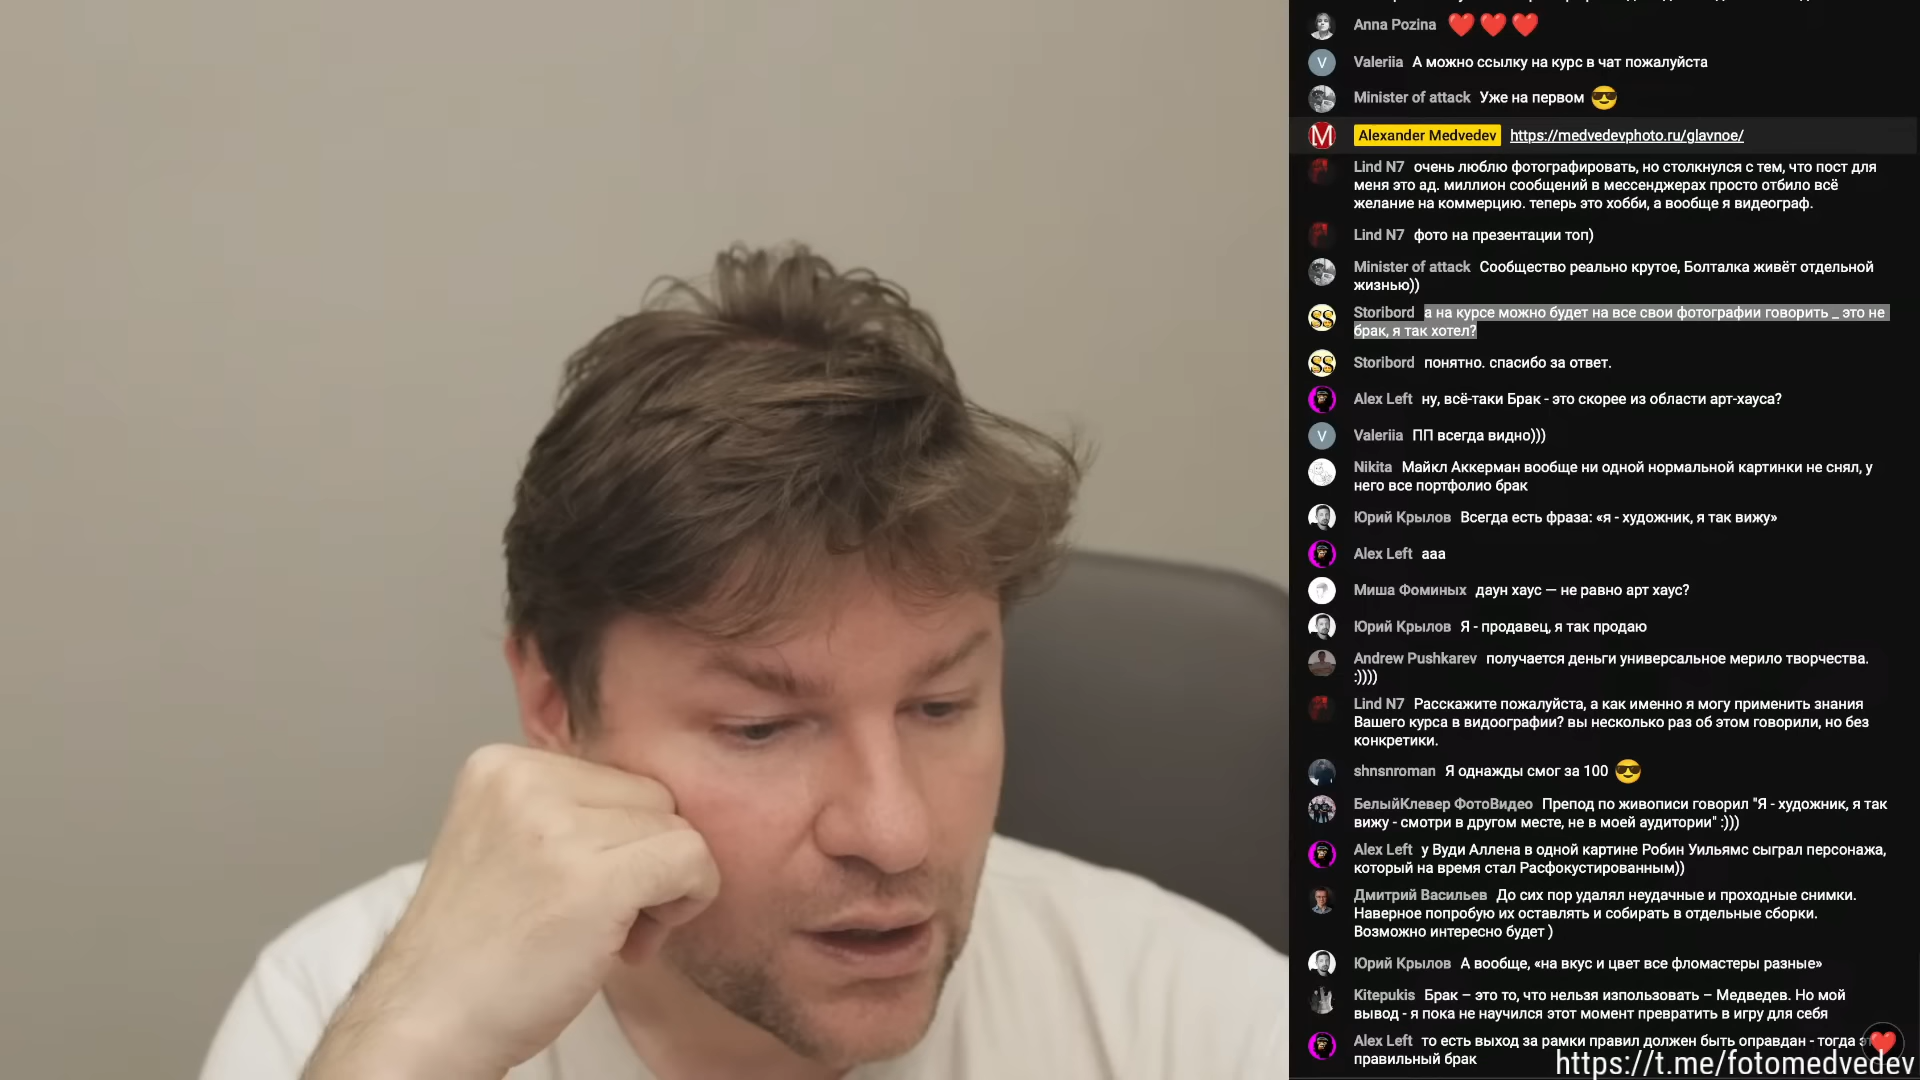 Anna Pozina ❤️❤️❤️
V
Valeriia А можно ссылку на курс в чат пожалуйста
Minister of attack Уже на первом 😎
M
Alexander Medvedev https://medvedevphoto.ru/glavnoe/
Lind N7 очень люблю фотографировать, но столкнулся с тем, что пост для
меня это ад. миллион сообщений в мессенджерах просто отбило всё
желание на коммерцию. теперь это хобби, а вообще я видеограф.
Lind N7 фото на презентации топ)
Minister of attack Сообщество реально крутое, Болталка живёт отдельной
жизнью))
SS
Storibord а на курсе можно будет на все свои фотографии говорить _ это не
брак, я так хотел?
SS
Storibord понятно. спасибо за ответ.
Alex Left ну, всё-таки Брак - это скорее из области арт-хауса?
V
Valeriia ПП всегда видно)))
Nikita Майкл Аккерман вообще ни одной нормальной картинки не снял, у
него все портфолио брак
Юрий Крылов Всегда есть фраза: «я - художник, я так вижу»
Alex Left ааа
Миша Фоминых даун хаус — не равно арт хаус?
Юрий Крылов Я - продавец, я так продаю
Andrew Pushkarev получается деньги универсальное мерило творчества.
:))))
Lind N7 Расскажите пожалуйста, а как именно я могу применить знания
Вашего курса в видоографии? вы несколько раз об этом говорили, но без
конкретики.
shnsnroman Я однажды смог за 100 😎
БелыйКлевер ФотоВидео Препод по живописи говорил "Я - художник, я так
вижу - смотри в другом месте, не в моей аудитории" :)))
Alex Left у Вуди Аллена в одной картине Робин Уильямс сыграл персонажа,
который на время стал Расфокустированным))
Дмитрий Васильев До сих пор удалял неудачные и проходные снимки.
Наверное попробую их оставлять и собирать в отдельные сборки.
Возможно интересно будет )
Юрий Крылов А вообще, «на вкус и цвет все фломастеры разные»
Kitepukis Брак – это то, что нельзя изпользовать – Медведев. Но мой
вывод - я пока не научился этот момент превратить в игру для себя
Alex Left то есть выход за рамки правил должен быть оправдан - тогда
правильный брак
https://t.me/fotomedvedev